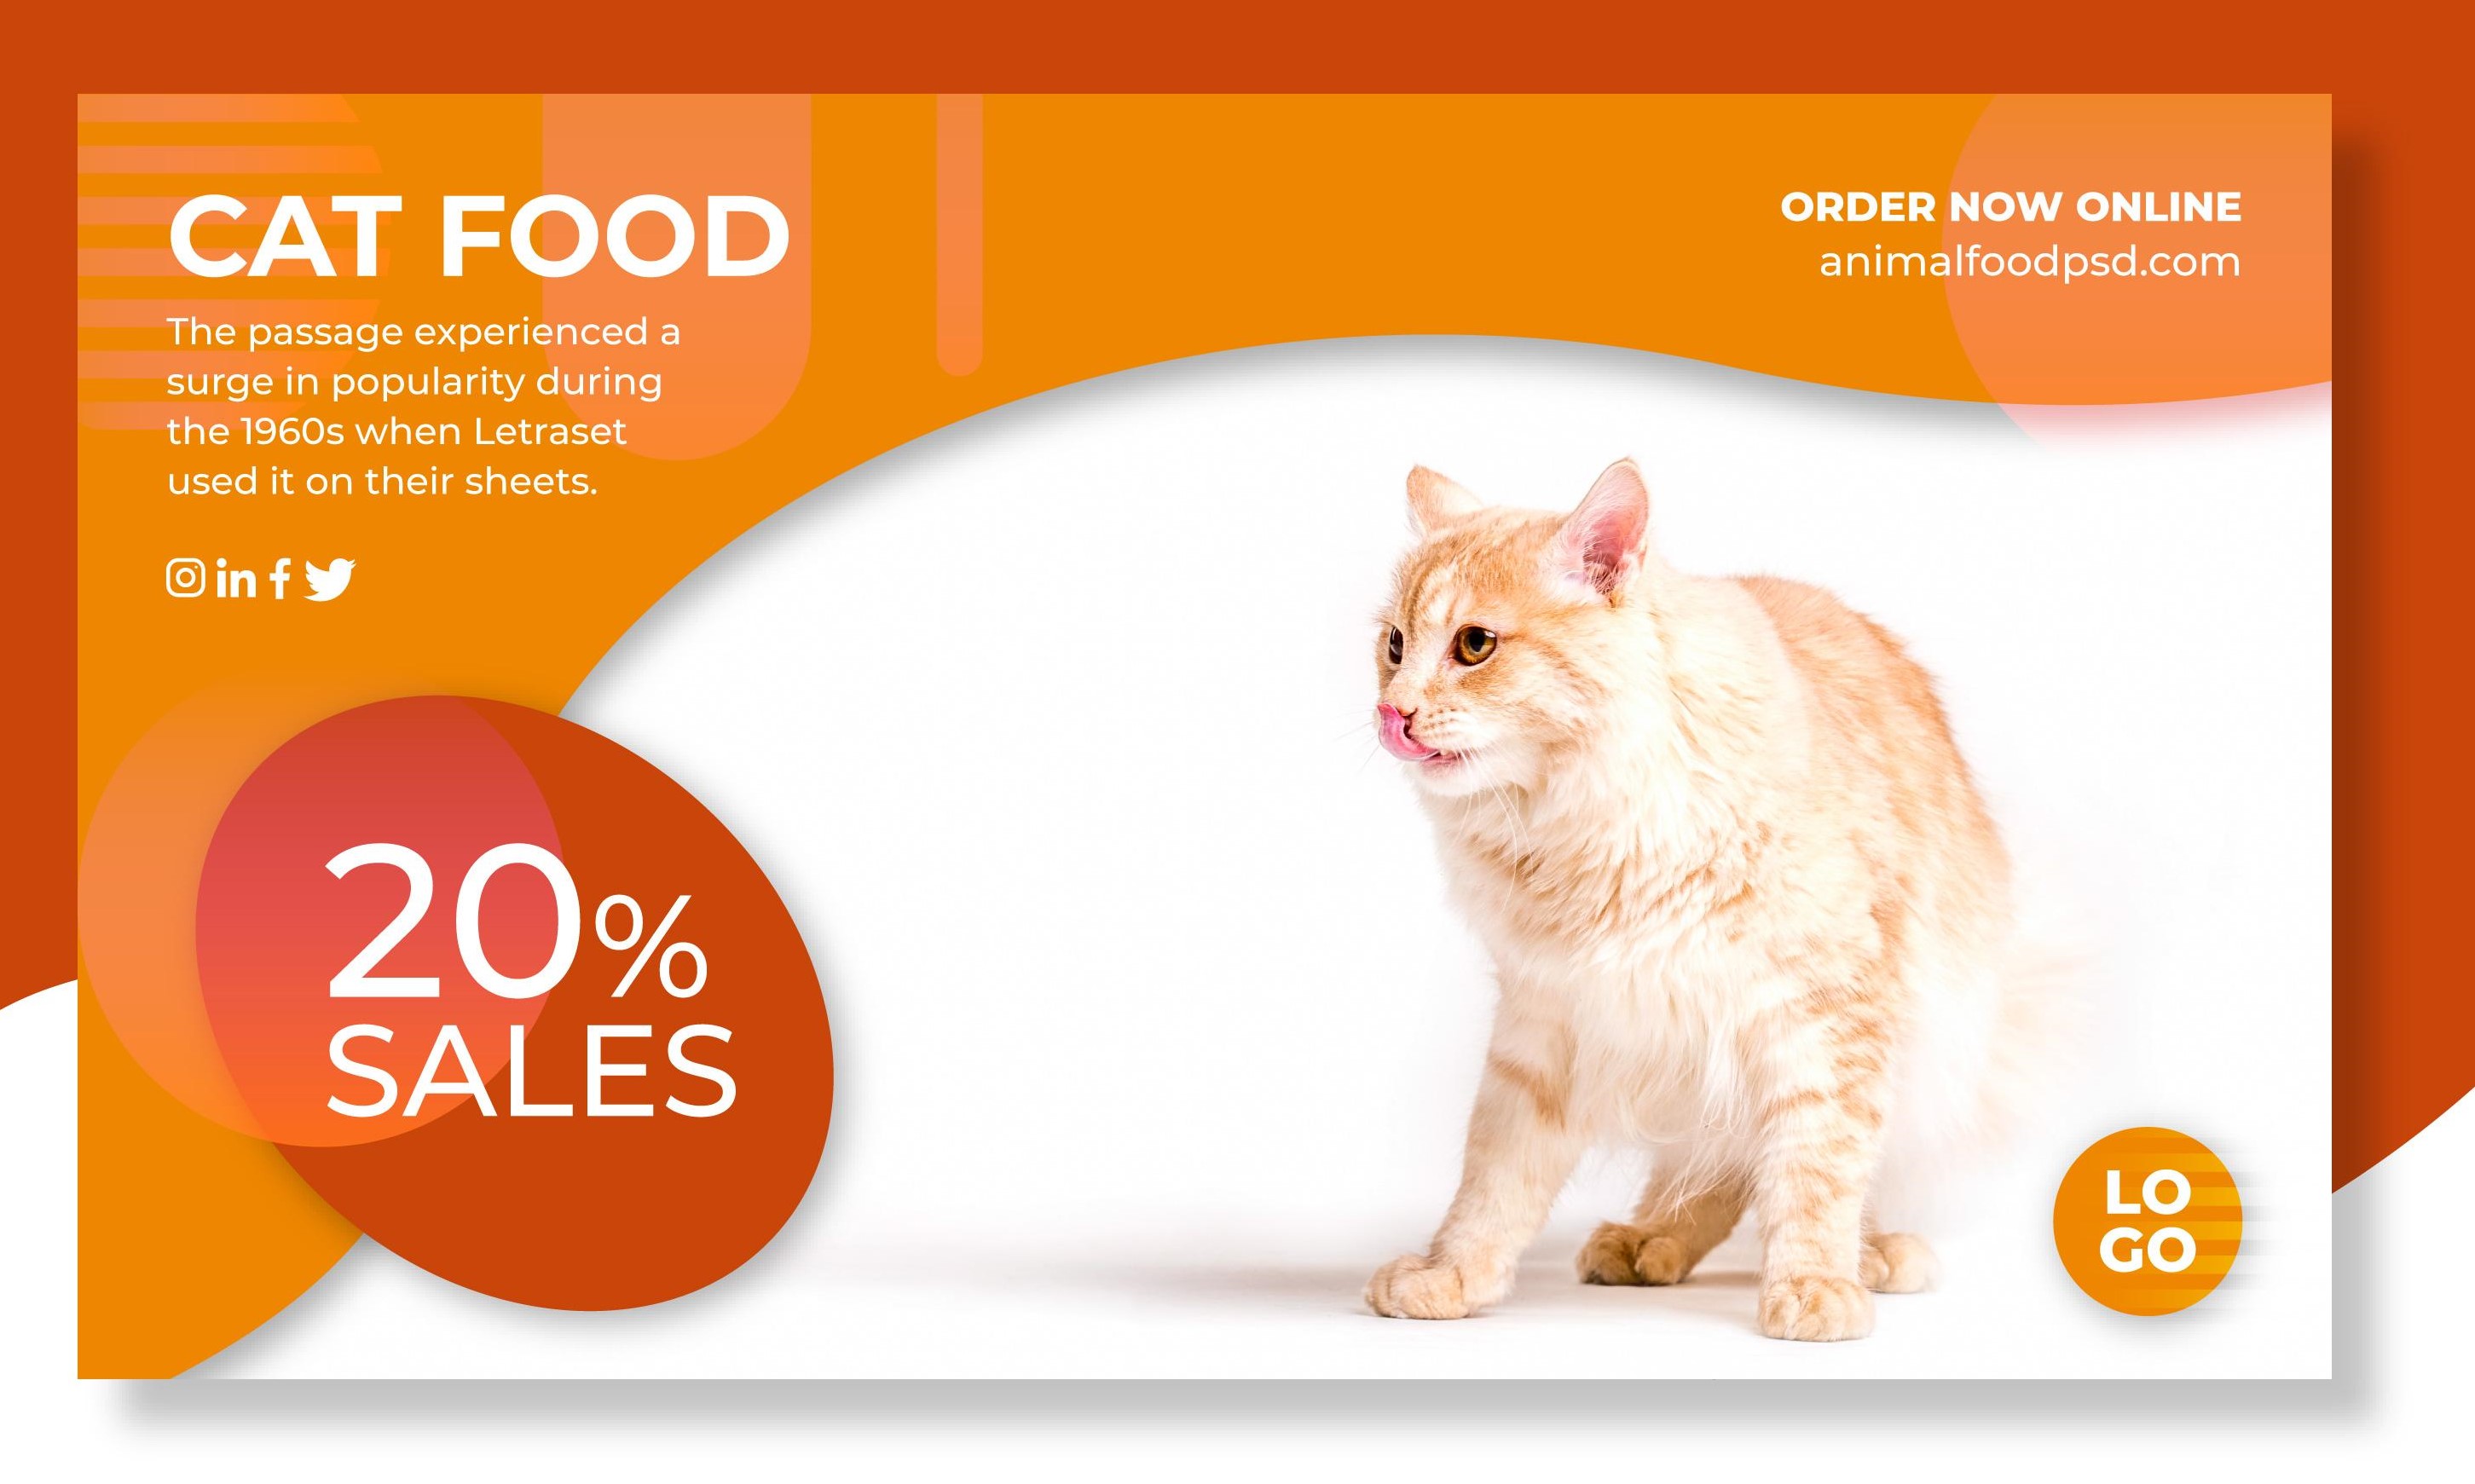 CAT FOOD
The passage experienced a
surge in popularity during
the 1960s when Letraset
used it on their sheets.
in f
ORDER NOW ONLINE
animalfoodpsd.com
20%
SALES
LO
GO